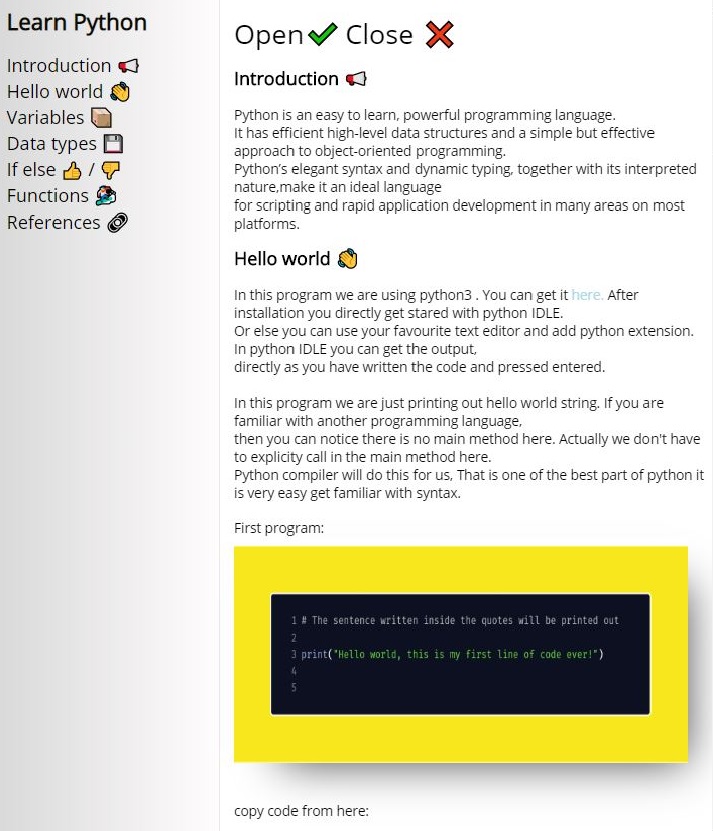 Learn Python
Introduction 📢
Hello world 👋
Variables 📦
Data types 💾
If else 👍 / 👎
Functions 🤽
References 🔗
Open✔ Close ❌
Introduction 📢
Python is an easy to learn, powerful programming language.
It has efficient high-level data structures and a simple but effective
approach to object-oriented programming.
Python’s elegant syntax and dynamic typing, together with its interpreted
nature,make it an ideal language
for scripting and rapid application development in many areas on most
platforms.
Hello world 👋
In this program we are using python3 . You can get it here. After
installation you directly get stared with python IDLE.
Or else you can use your favourite text editor and add python extension.
In python IDLE you can get the output,
directly as you have written the code and pressed entered.
In this program we are just printing out hello world string. If you are
familiar with another programming language,
then you can notice there is no main method here. Actually we don't have
to explicity call in the main method here.
Python compiler will do this for us, That is one of the best part of python it
is very easy get familiar with syntax.
First program:
1 # The sentence written inside the quotes will be printed out
2
3 print("Hello world, this is my first line of code ever!")
4
5
copy code from here: